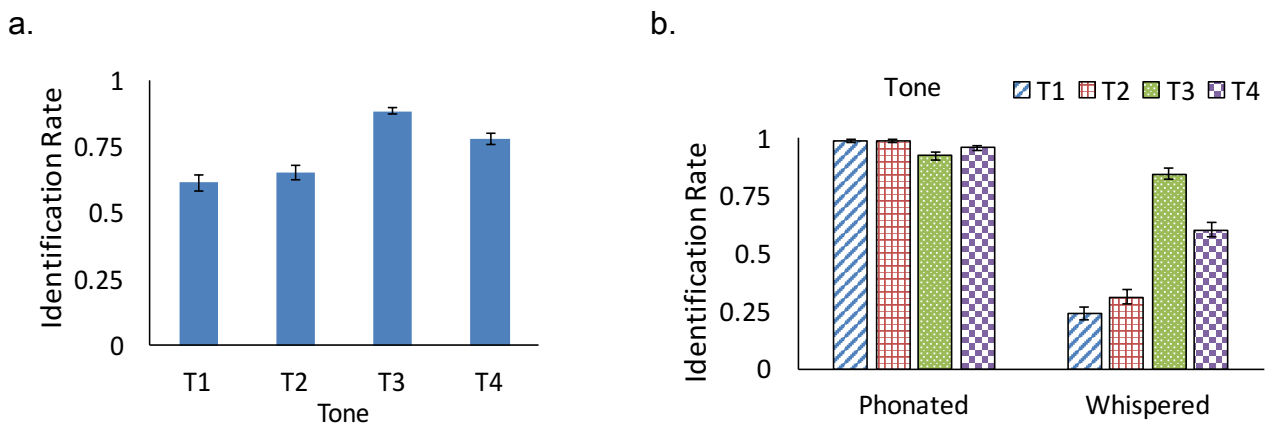 a.
Identification Rate
1
0.75
0.5
0.25
0
T1 T2 T3 T4
Tone
b.
Tone T1 T2 T3 T4
Identification Rate
1
0.75
0.5
0.25
0
Phonated Whispered